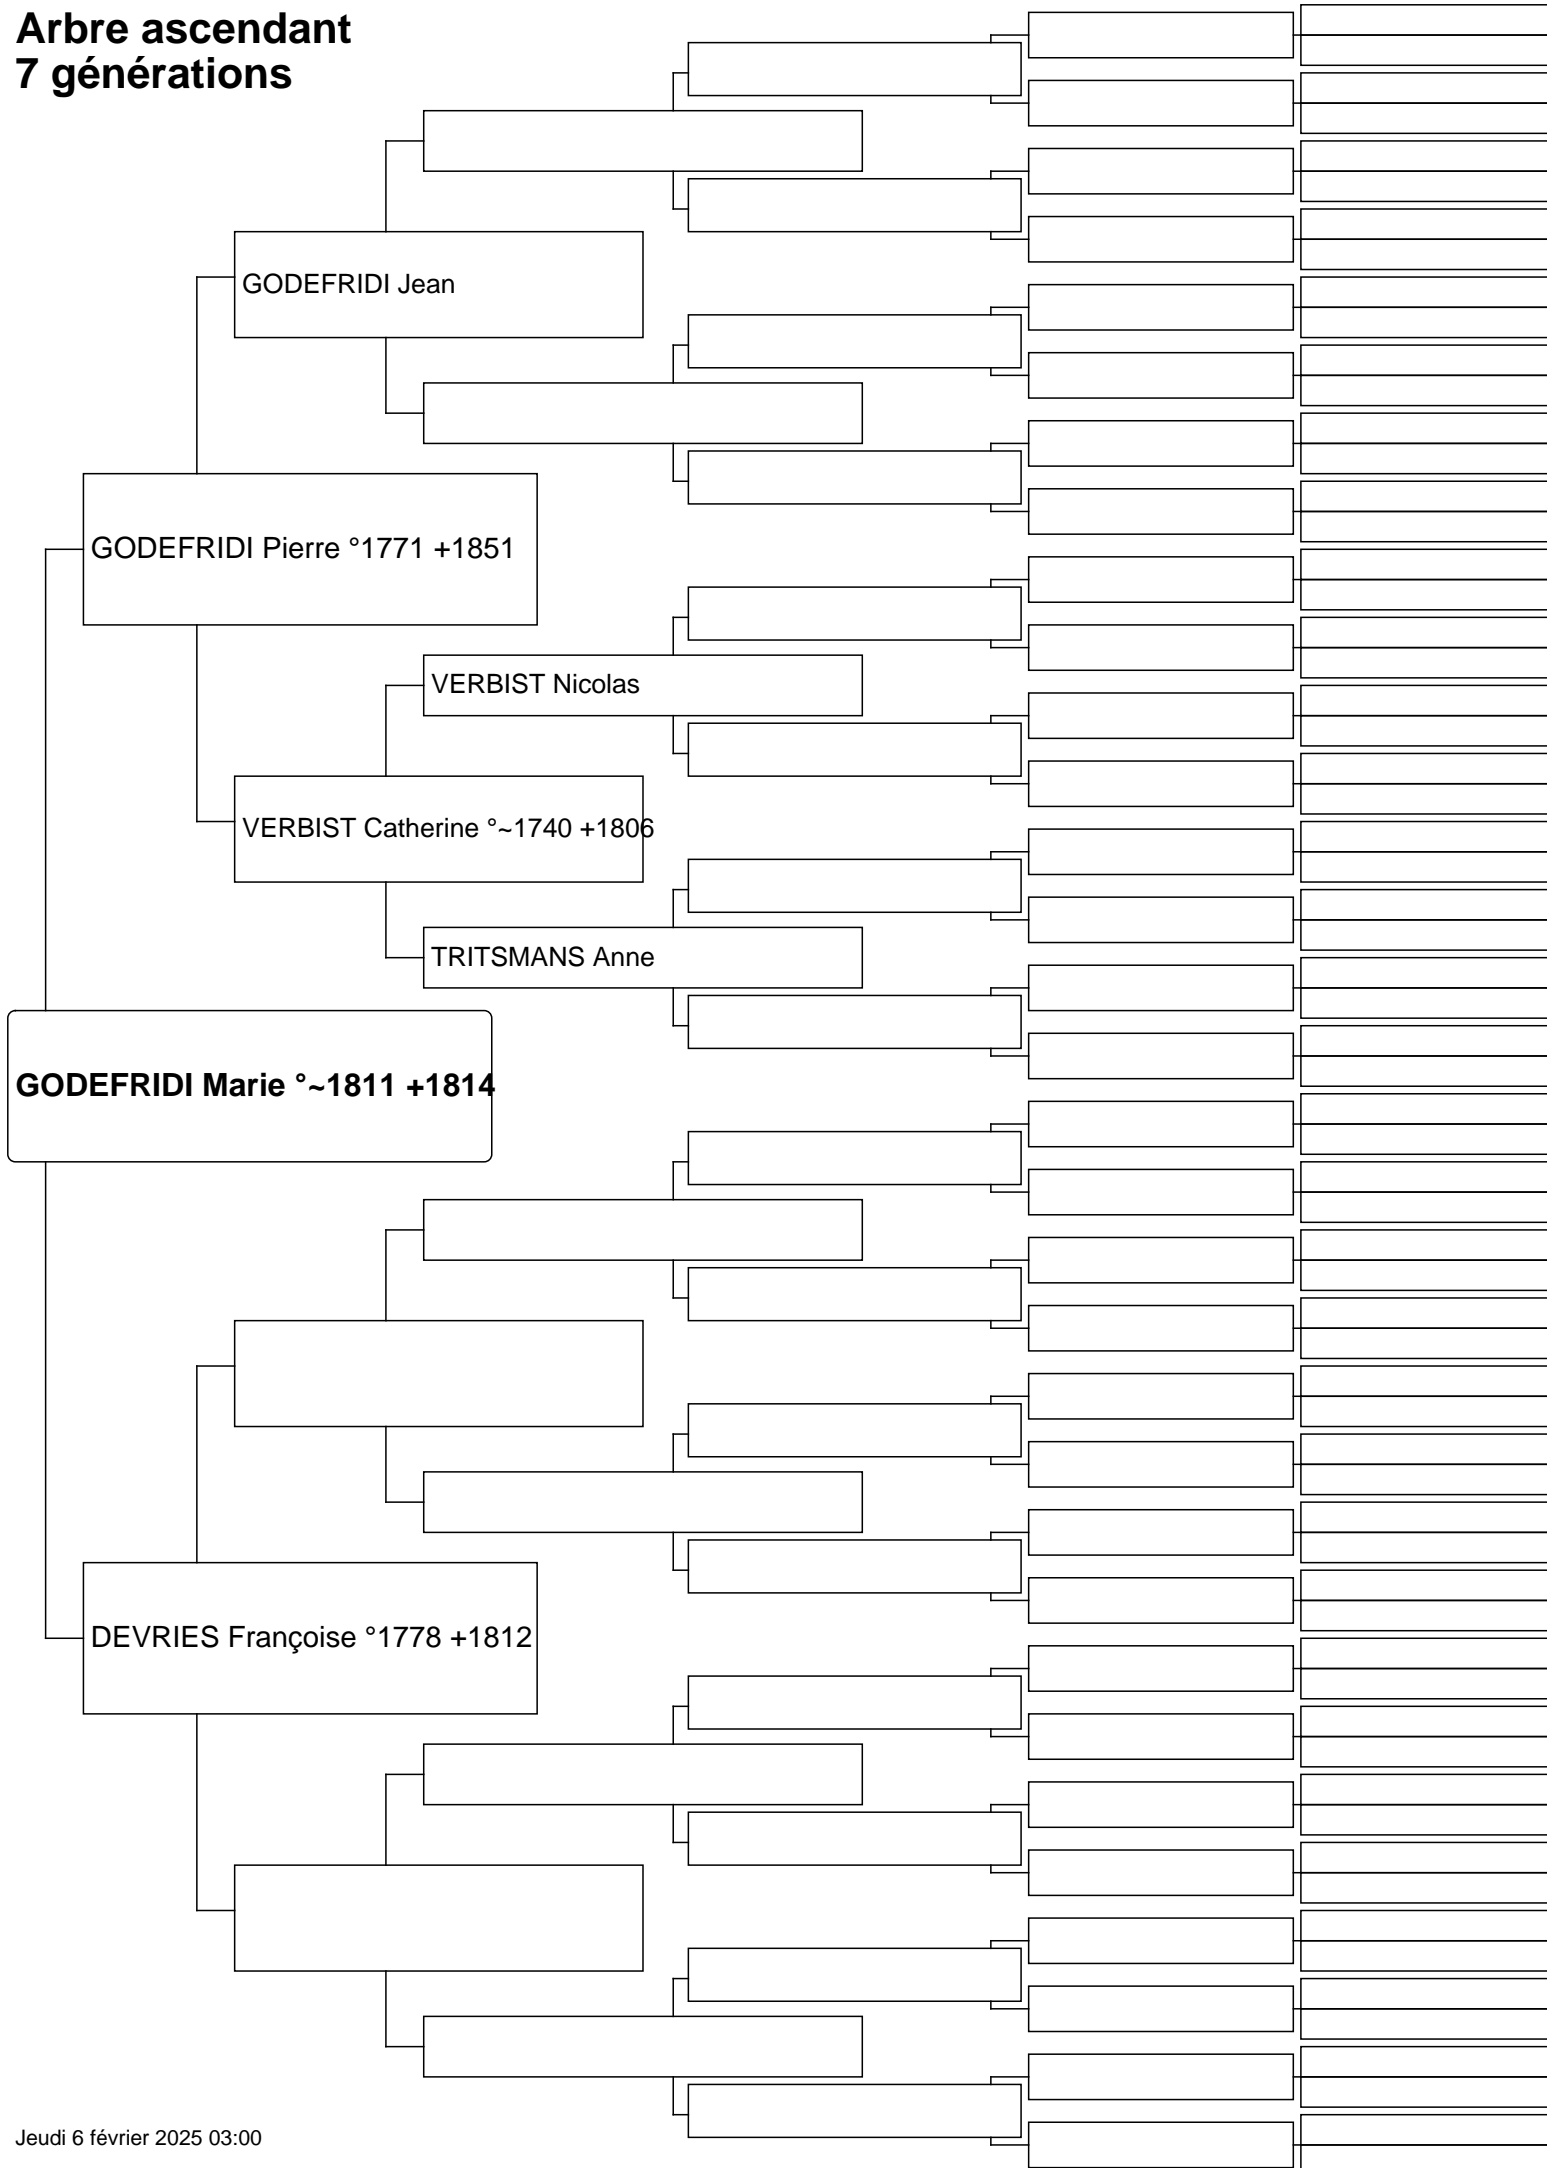 Arbre ascendant
7 générations
GODEFRIDI Jean
GODEFRIDI Pierre °1771 +1851
VERBIST Nicolas
VERBIST Catherine °~1740 +1806
TRITSMANS Anne
GODEFRIDI Marie °~1811 +1814
DEVRIES Françoise °1778 +1812
Jeudi 6 février 2025 03:00